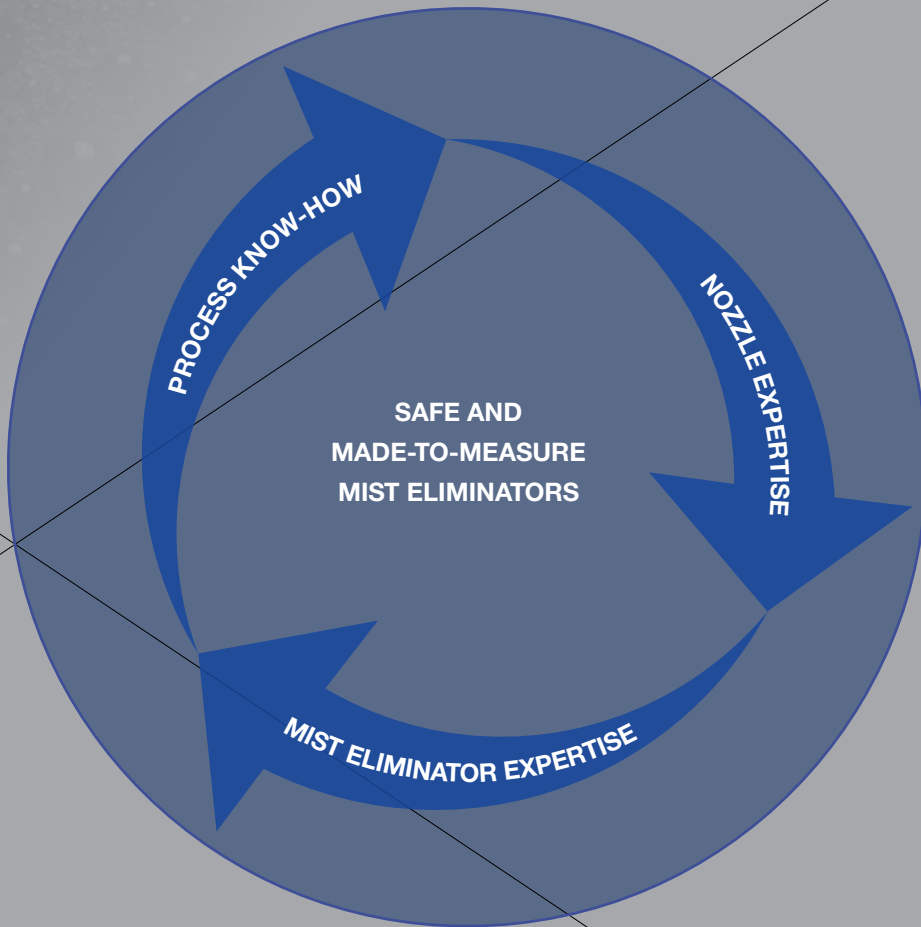 PROCESS KNOW-HOW
NOZZLE EXPERTISE
SAFE AND
MADE-TO-MEASURE
MIST ELIMINATORS
MIST ELIMINATOR EXPERTISE